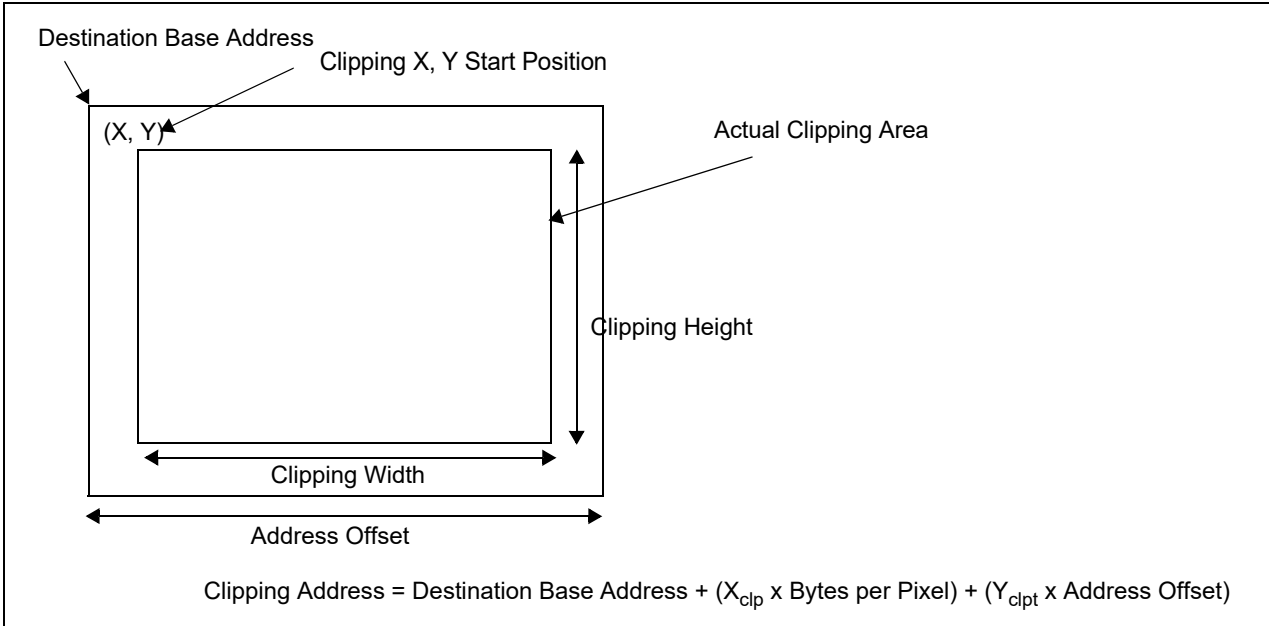 Destination Base Address
Clipping X, Y Start Position
(X, Y)
Actual Clipping Area
Clipping Height
Clipping Width
Address Offset
Clipping Address = Destination Base Address + (Xclp x Bytes per Pixel) + (Yclpt x Address Offset)